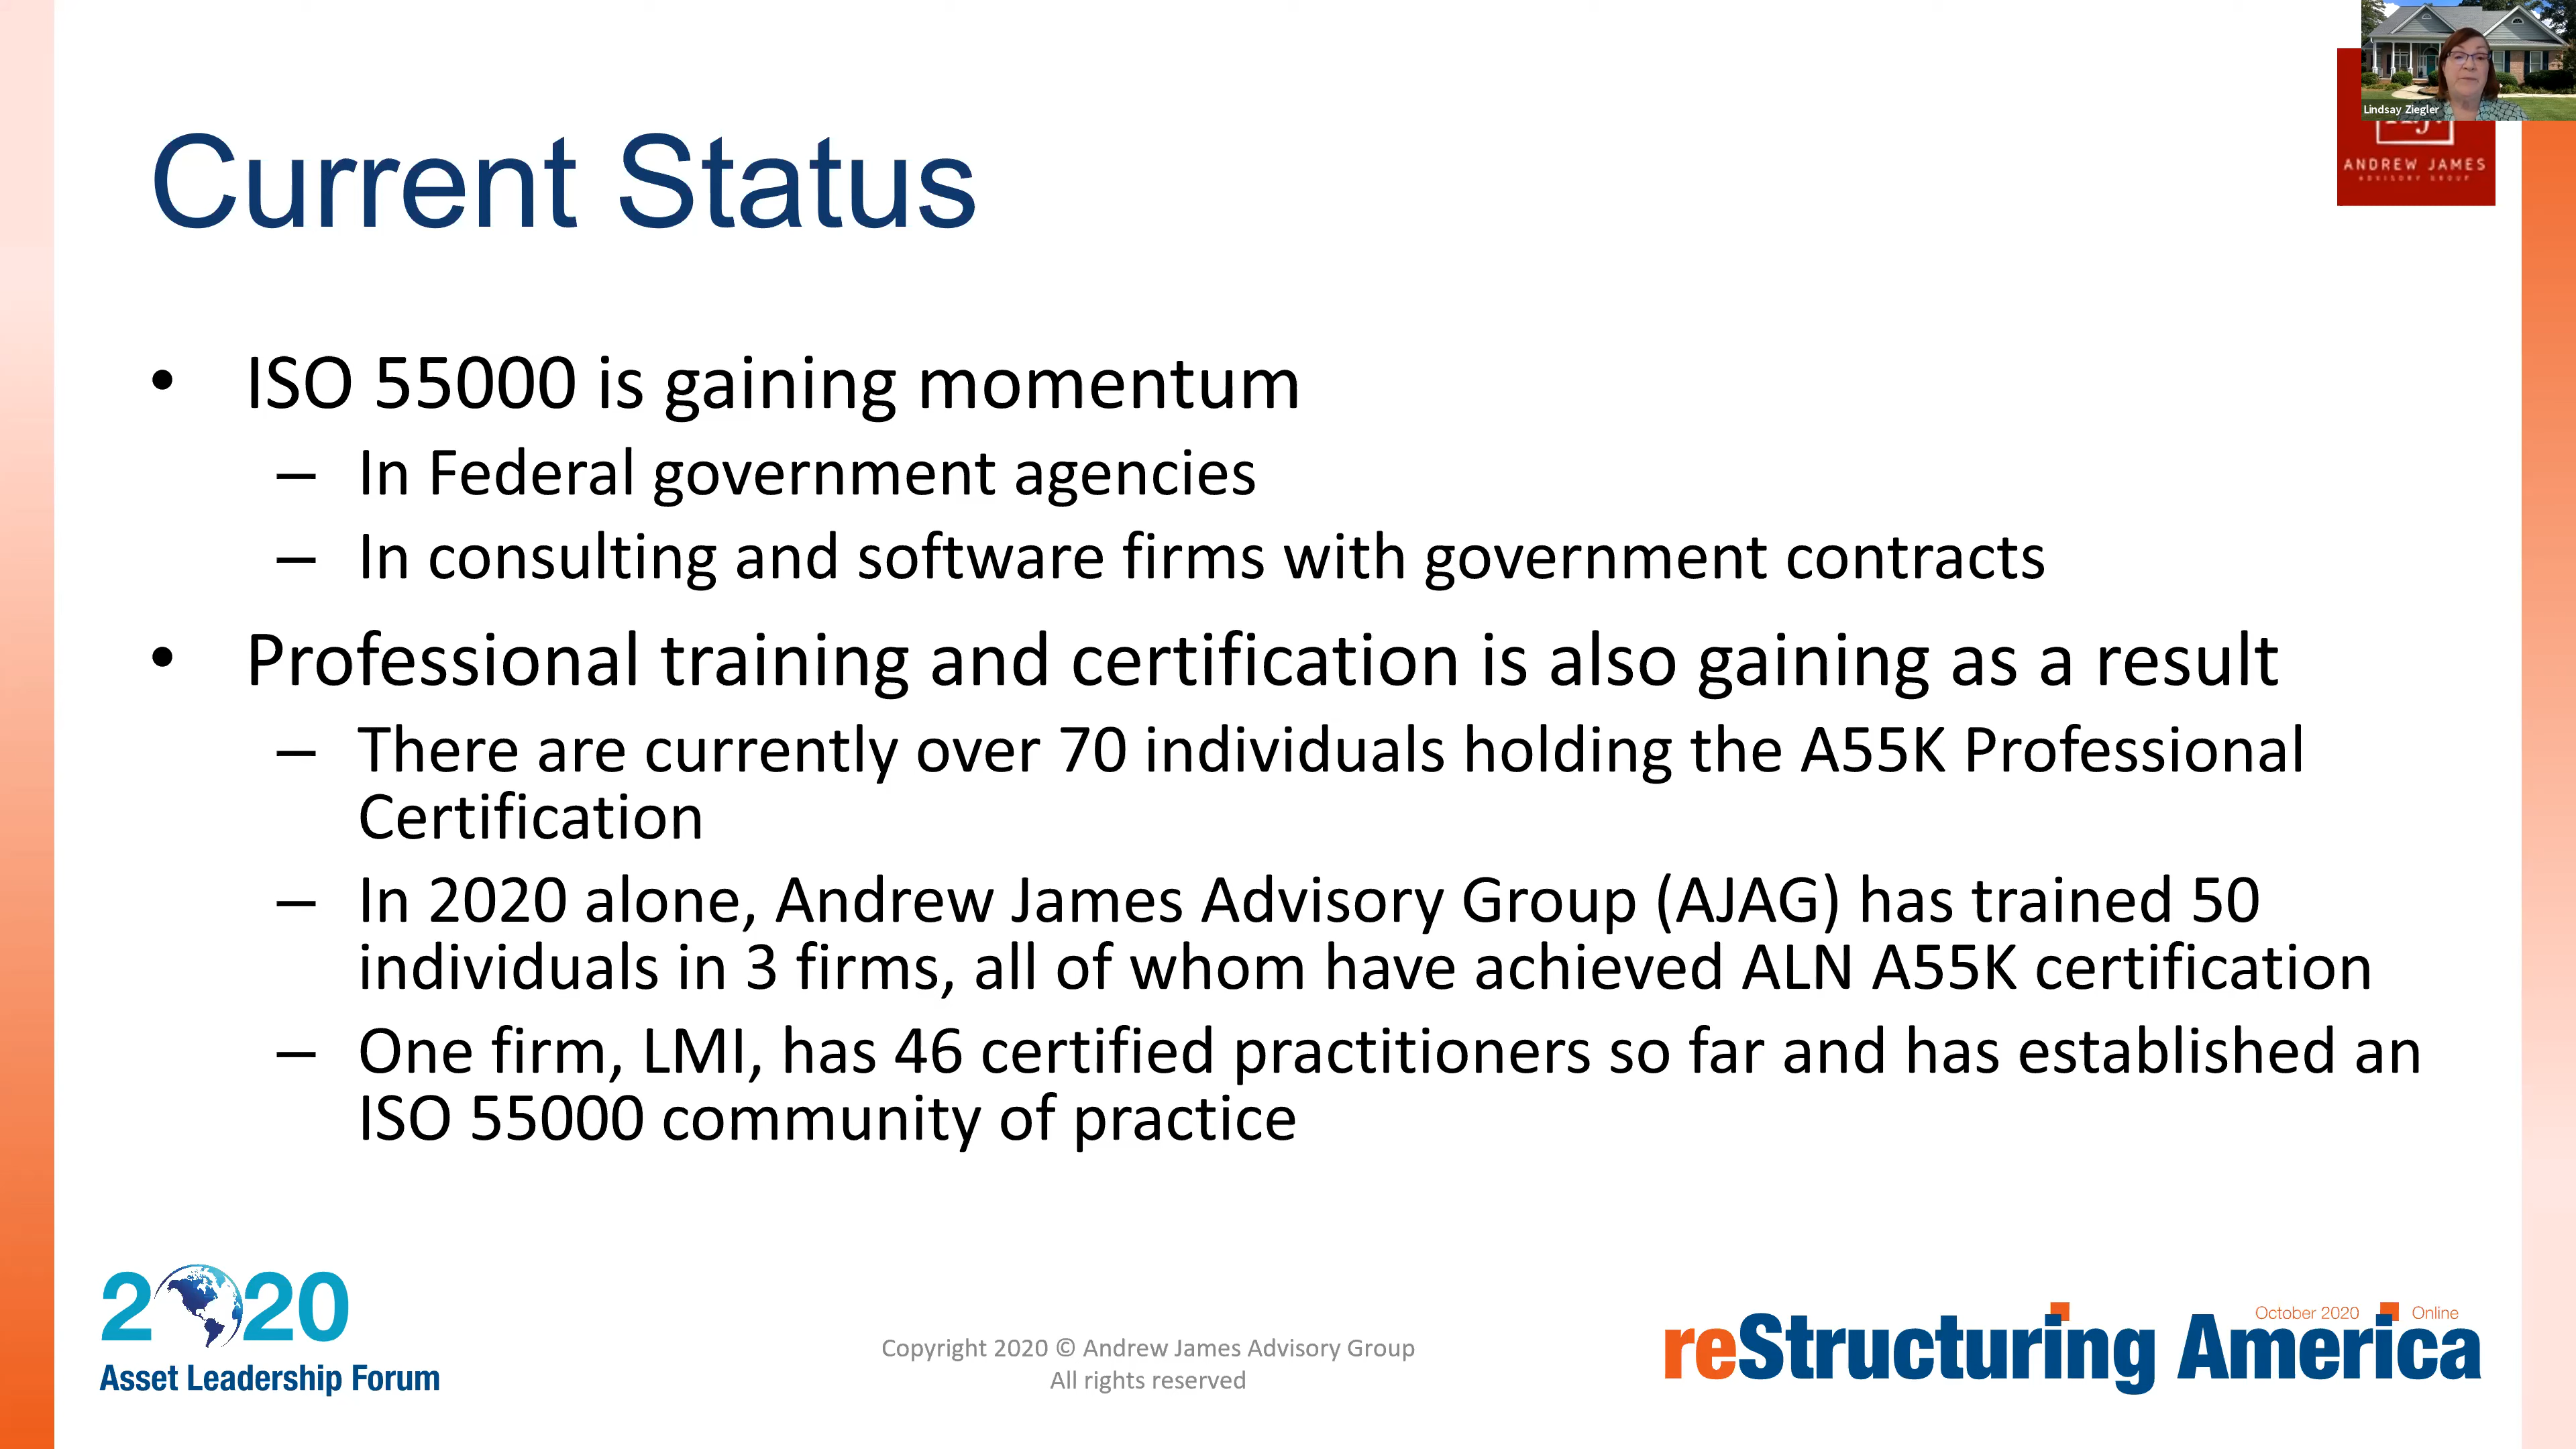 Lindsay Ziegler
ANDREW JAMES
ADVISORY GROUP
Current Status
• ISO 55000 is gaining momentum
– In Federal government agencies
– In consulting and software firms with government contracts
• Professional training and certification is also gaining as a result
– There are currently over 70 individuals holding the A55K Professional
Certification
– In 2020 alone, Andrew James Advisory Group (AJAG) has trained 50
individuals in 3 firms, all of whom have achieved ALN A55K certification
– One firm, LMI, has 46 certified practitioners so far and has established an
ISO 55000 community of practice
2020
Asset Leadership Forum
Copyright 2020 © Andrew James Advisory Group
All rights reserved
October 2020 Online
reStructuring America